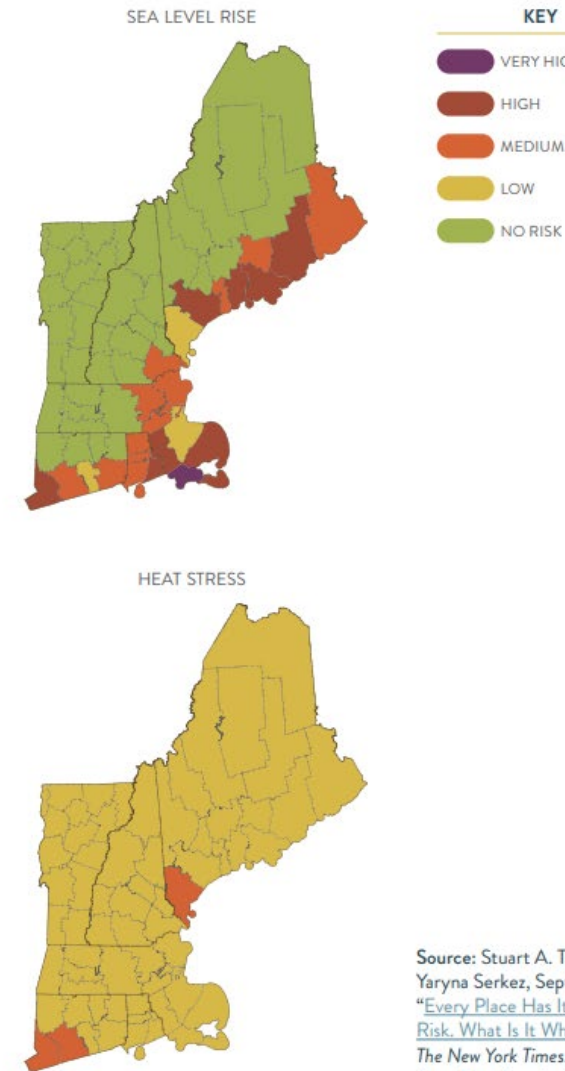 SEA LEVEL RISE
KEY
VERY HIG
HIGH
MEDIUM
LOW
NO RISK
HEAT STRESS
Source: Stuart A. T
Yaryna Serkez, Sep
"Every Place Has It
Risk. What Is It Wh
The New York Times